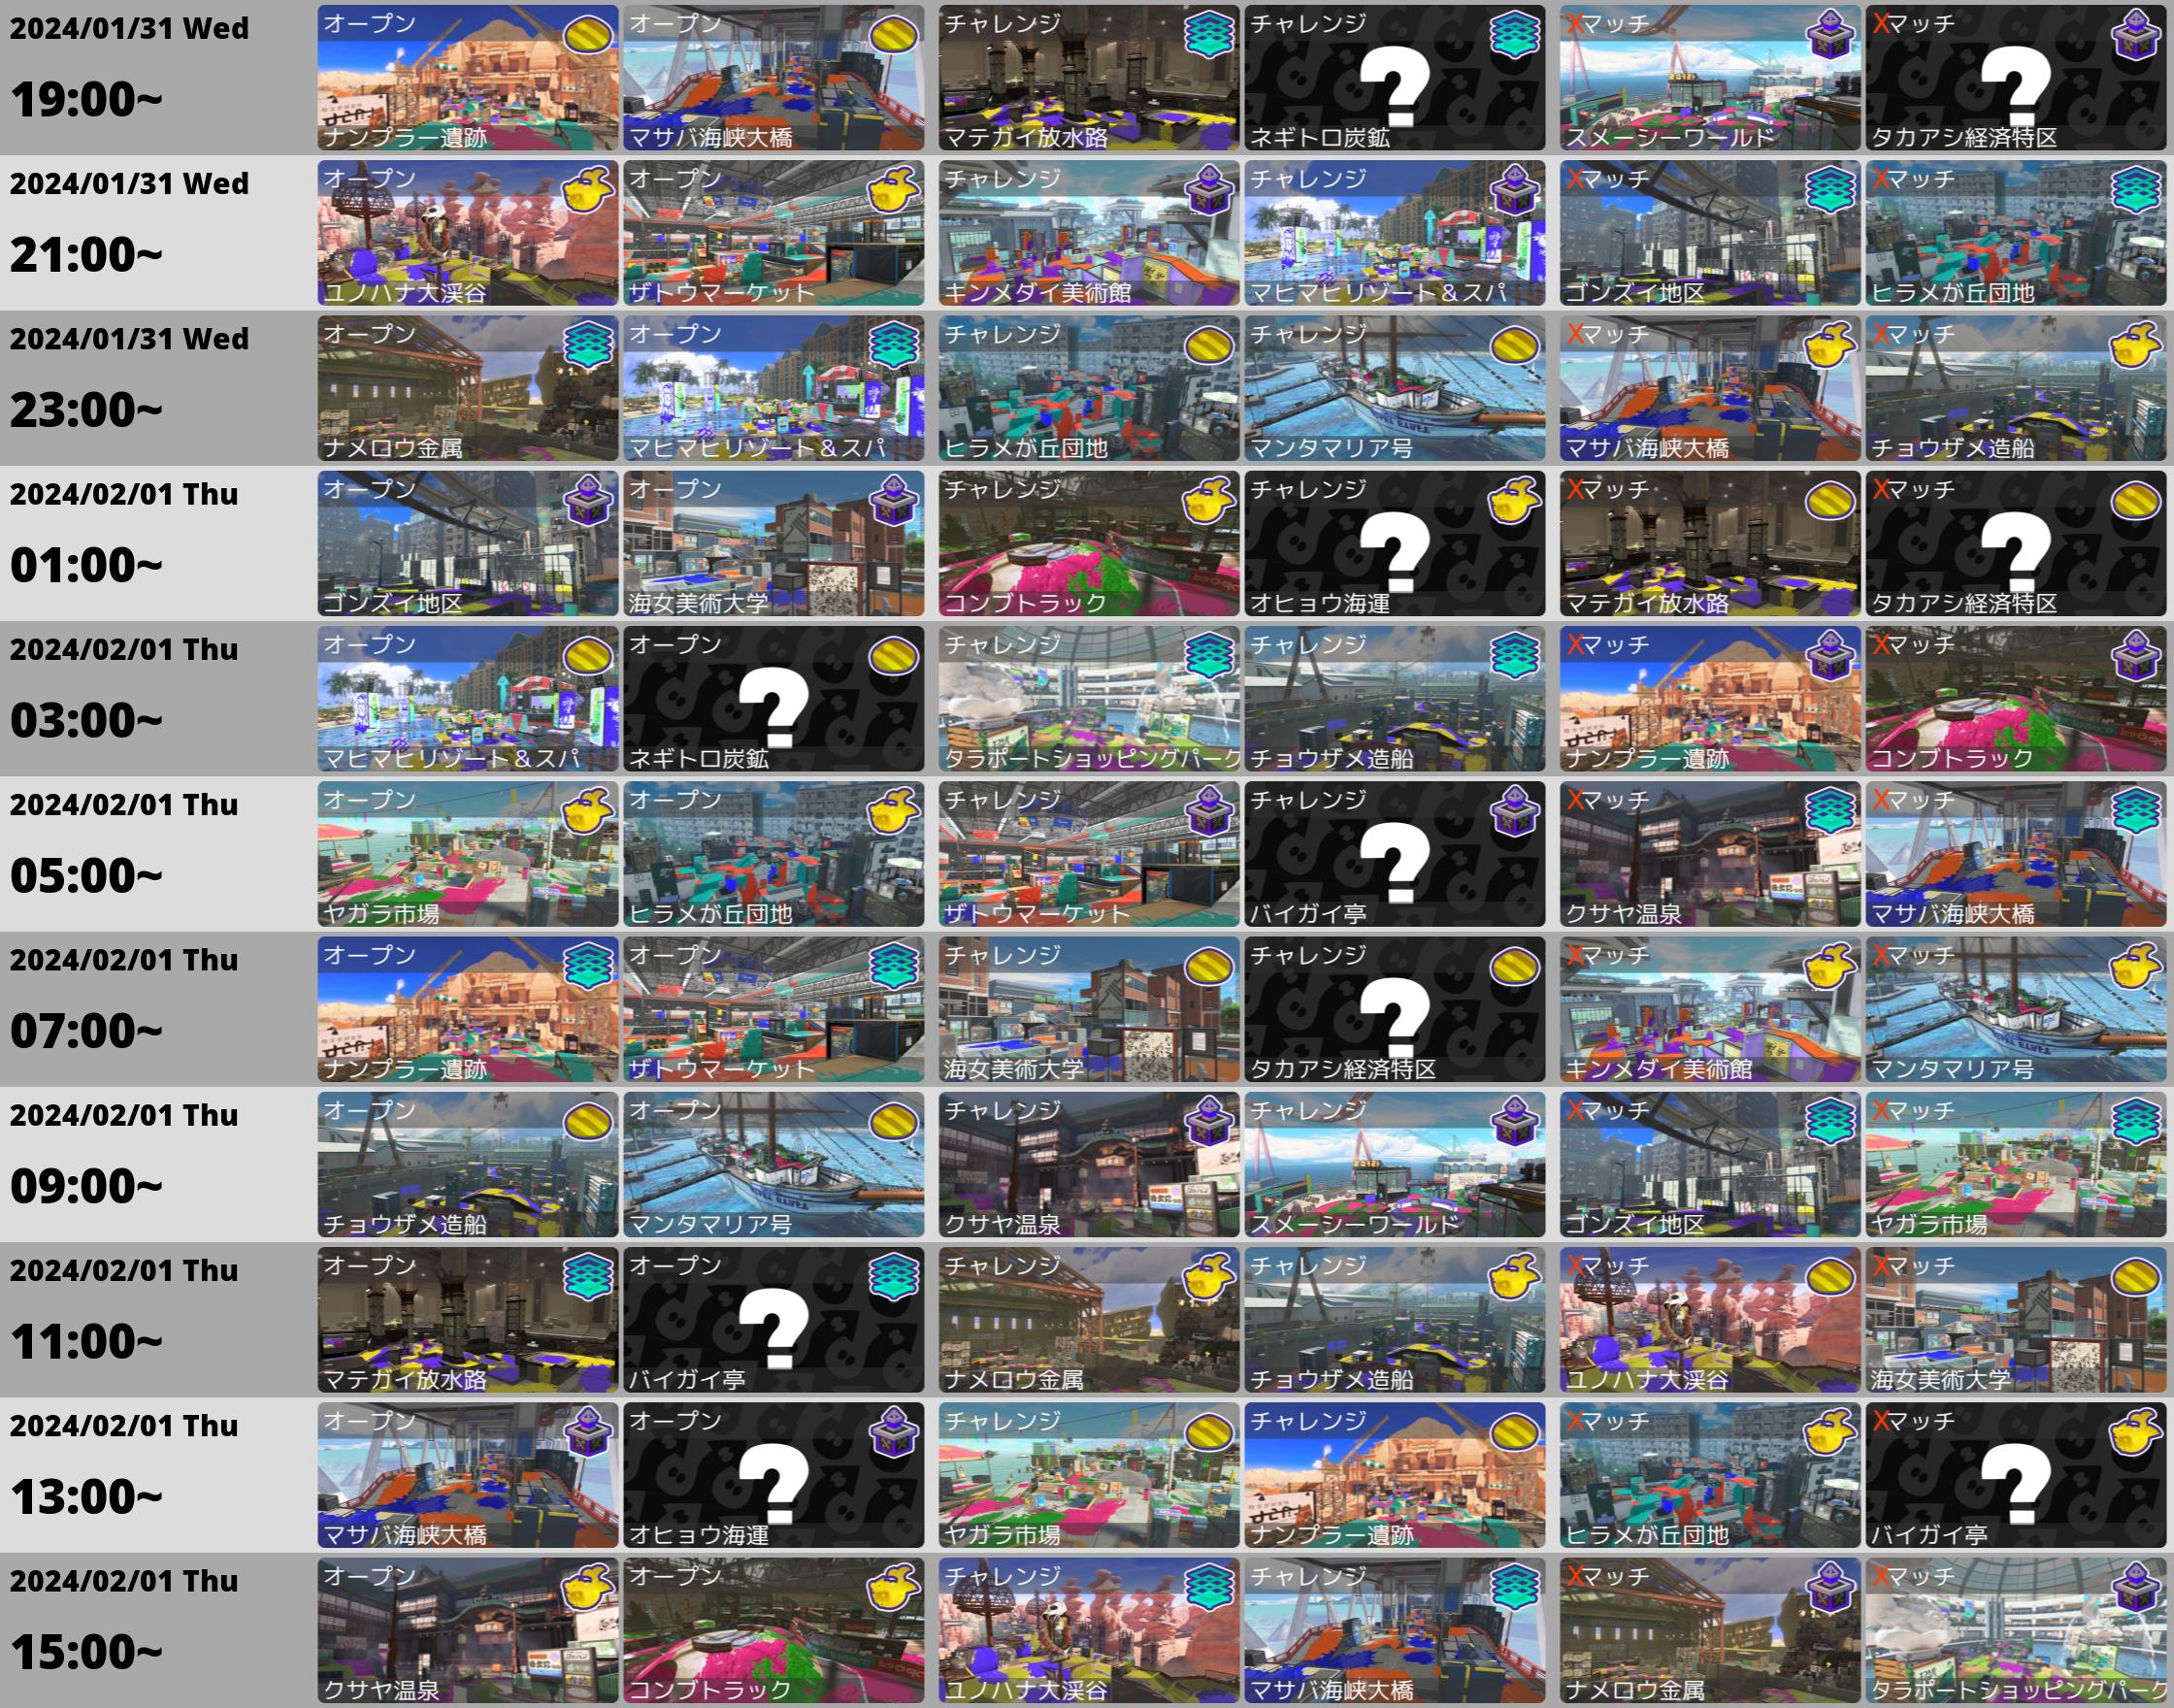 2024/01/31 Wed
19:00~
オープン
ナンプラー遺跡
オープン
マサバ海峡大橋
チャレンジ
マテガイ放水路
チャレンジ
ネギトロ炭鉱
Xマッチ
スメーシーワールド
Xマッチ
タカアシ経済特区
2024/01/31 Wed
21:00~
オープン
ユノハナ大渓谷
オープン
ザトウマーケット
チャレンジ
キンメダイ美術館
チャレンジ
マヒマヒリゾート＆スパ
Xマッチ
ゴンズイ地区
Xマッチ
ヒラメが丘団地
2024/01/31 Wed
23:00~
オープン
ナメロウ金属
オープン
マヒマヒリゾート＆スパ
チャレンジ
ヒラメが丘団地
チャレンジ
マンタマリア号
Xマッチ
マサバ海峡大橋
Xマッチ
チョウザメ造船
2024/02/01 Thu
01:00~
オープン
ゴンズイ地区
オープン
海女美術大学
チャレンジ
コンブトラック
チャレンジ
オヒョウ海運
Xマッチ
マテガイ放水路
Xマッチ
タカアシ経済特区
2024/02/01 Thu
03:00~
オープン
マヒマヒリゾート＆スパ
オープン
ネギトロ炭鉱
チャレンジ
タラポートショッピングパーク
チャレンジ
チョウザメ造船
Xマッチ
ナンプラー遺跡
Xマッチ
コンブトラック
2024/02/01 Thu
05:00~
オープン
ヤガラ市場
オープン
ヒラメが丘団地
チャレンジ
ザトウマーケット
チャレンジ
バイガイ亭
Xマッチ
クサヤ温泉
Xマッチ
マサバ海峡大橋
2024/02/01 Thu
07:00~
オープン
ナンプラー遺跡
オープン
ザトウマーケット
チャレンジ
海女美術大学
チャレンジ
タカアシ経済特区
Xマッチ
キンメダイ美術館
Xマッチ
マンタマリア号
2024/02/01 Thu
09:00~
オープン
チョウザメ造船
オープン
マンタマリア号
チャレンジ
クサヤ温泉
チャレンジ
スメーシーワールド
Xマッチ
ゴンズイ地区
Xマッチ
ヤガラ市場
2024/02/01 Thu
11:00~
オープン
マテガイ放水路
オープン
バイガイ亭
チャレンジ
ナメロウ金属
チャレンジ
チョウザメ造船
Xマッチ
ユノハナ大渓谷
Xマッチ
海女美術大学
2024/02/01 Thu
13:00~
オープン
マサバ海峡大橋
オープン
オヒョウ海運
チャレンジ
ヤガラ市場
チャレンジ
ナンプラー遺跡
Xマッチ
ヒラメが丘団地
Xマッチ
バイガイ亭
2024/02/01 Thu
15:00~
オープン
クサヤ温泉
オープン
コンブトラック
チャレンジ
ユノハナ大渓谷
チャレンジ
マサバ海峡大橋
Xマッチ
ナメロウ金属
Xマッチ
タラポートショッピングパーク